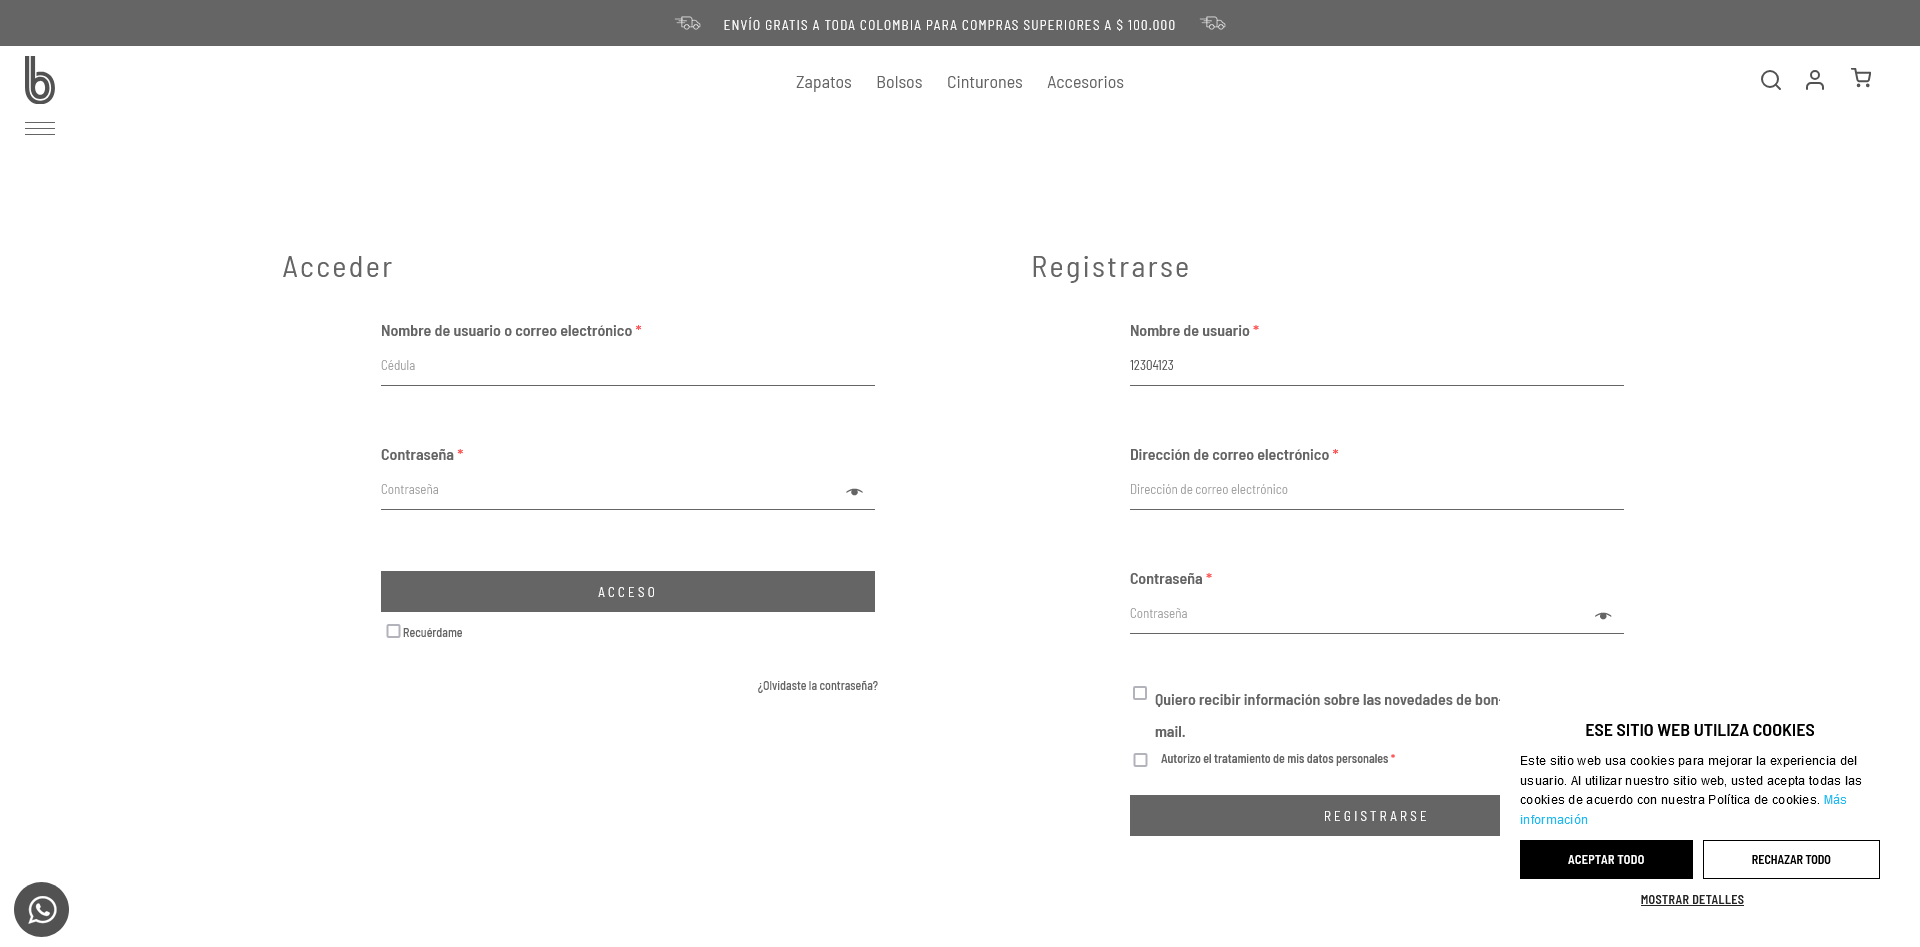 ENVÍO GRATIS A TODA COLOMBIA PARA COMPRAS SUPERIORES A $ 100.000
b
Zapatos Bolsos Cinturones Accesorios
Acceder
Nombre de usuario o correo electrónico *
Cédula
Contraseña *
Contraseña
ACCESO
Recuérdame
¿Olvidaste la contraseña?
Registrarse
Nombre de usuario *
12304123
Dirección de correo electrónico *
Dirección de correo electrónico
Contraseña *
Contraseña
Quiero recibir información sobre las novedades de bon
mail.
Autorizo el tratamiento de mis datos personales *
REGISTRARSE
ESE SITIO WEB UTILIZA COOKIES
Este sitio web usa cookies para mejorar la experiencia del
usuario. Al utilizar nuestro sitio web, usted acepta todas las
cookies de acuerdo con nuestra Política de cookies. Más
información
ACEPTAR TODO RECHAZAR TODO
MOSTRAR DETALLES